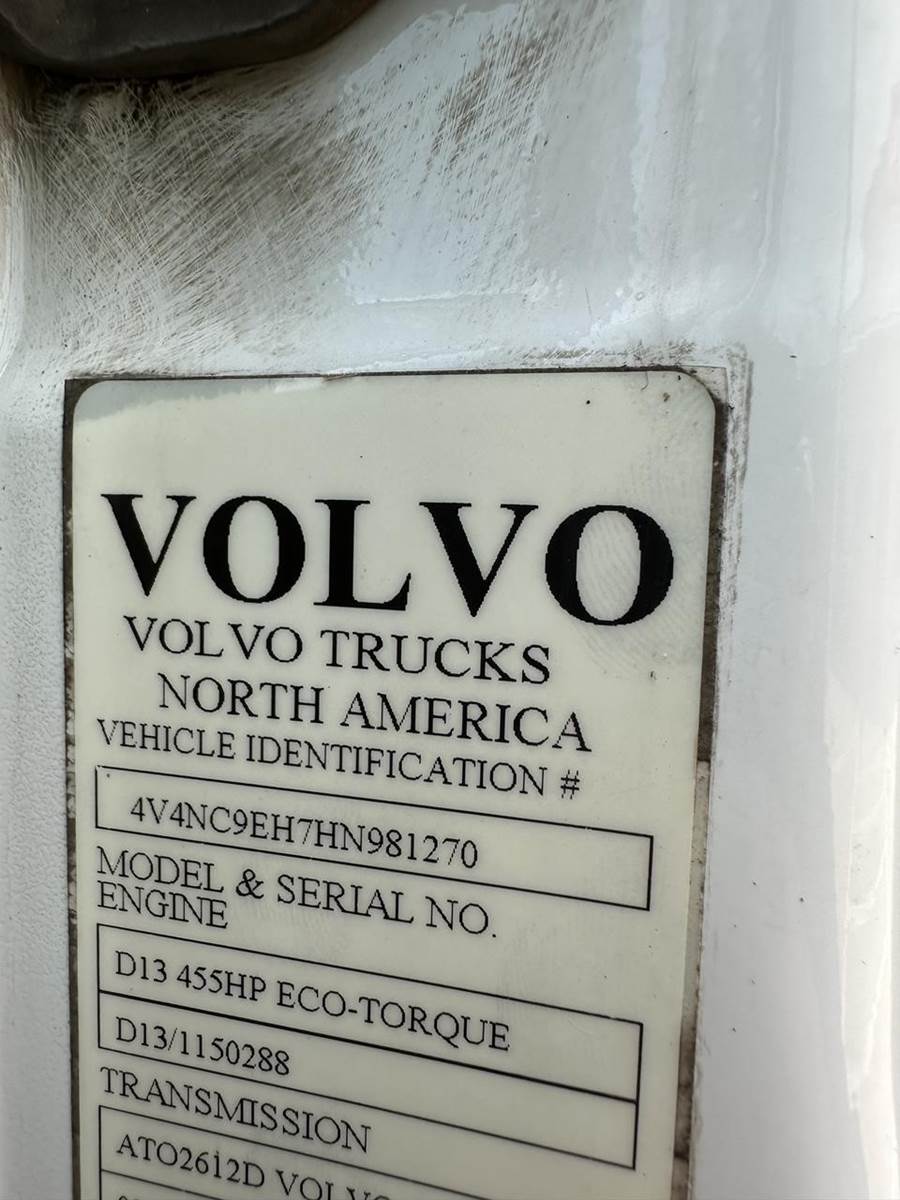 VOLVO
VOLVO TRUCKS
NORTH AMERICA
VEHICLE IDENTIFICATION #
4V4NC9EH7HN981270
MODEL & SERIAL NO.
ENGINE
D13 455HP ECO-TORQUE
D13/1150288
TRANSMISSION
ATO2612D VOLVO